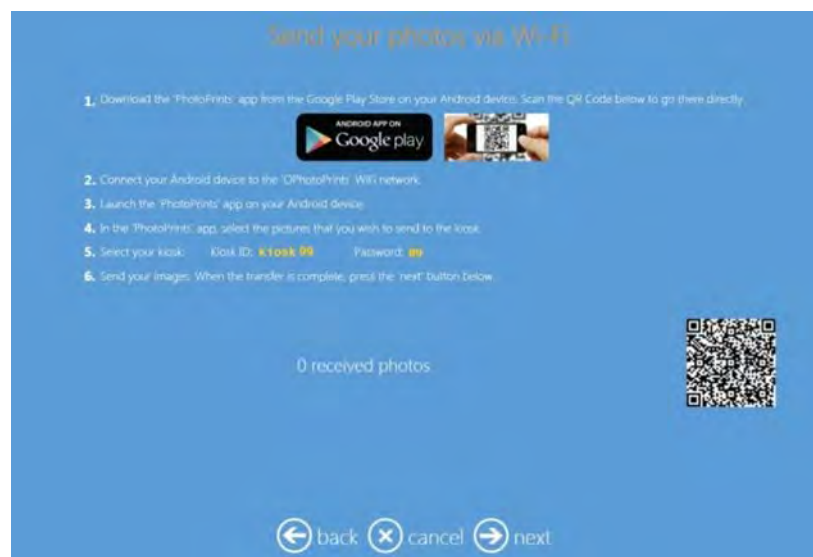 Send your photos via Wi-Fi
1. Download the 'PhotoPrints' app from the Google Play Store on your Android device. Scan the QR Code below to go there directly.
ANDROID APP ON
Google play
2. Connect your Android device to the 'OPhotoPrints' WiFi network.
3. Launch the 'PhotoPrints' app on your Android device.
4. In the 'PhotoPrints' app, select the pictures that you wish to send to the kiosk.
5. Select your kiosk: Kiosk ID: kiosk 99 Password:
6. Send your images. When the transfer is complete, press the 'next' button below.
0 received photos
back cancel next